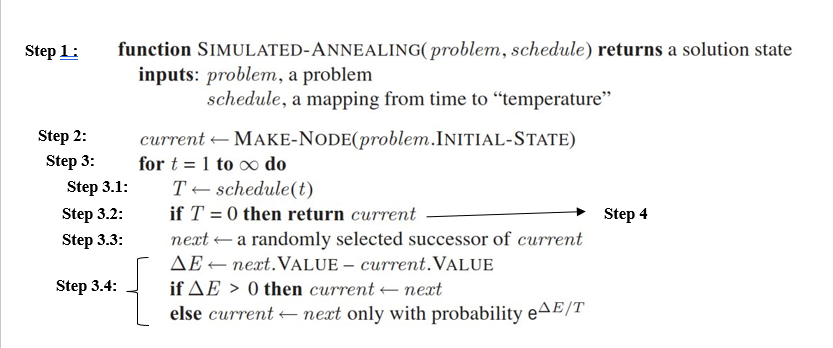 Step 1: function SIMULATED-ANNEALING(problem, schedule) returns a solution state
inputs: problem, a problem
schedule, a mapping from time to “temperature”
Step 2: current ← MAKE-NODE(problem.INITIAL-STATE)
Step 3: for t = 1 to ∞ do
Step 3.1: T ← schedule(t)
Step 3.2: if T = 0 then return current Step 4
Step 3.3: next ← a randomly selected successor of current
ΔE ← next.VALUE – current.VALUE
Step 3.4: if ΔE > 0 then current ← next
else current ← next only with probability e^ΔE/T